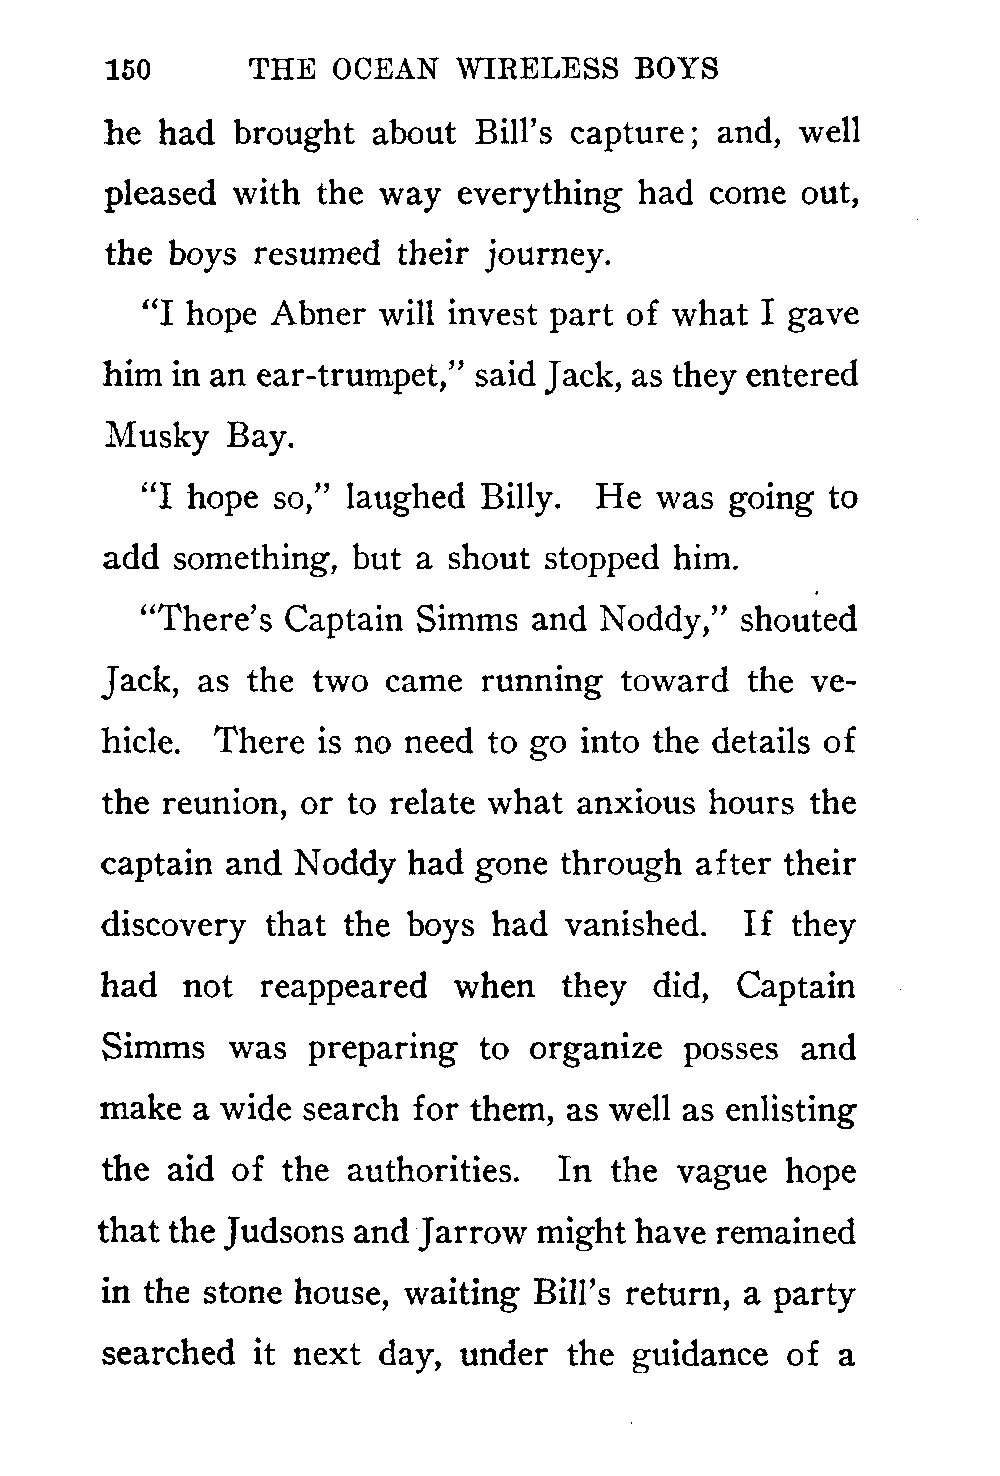 150 THE OCEAN WIRELESS BOYS
he had brought about Bill's capture; and, well
pleased with the way everything had come out,
the boys resumed their journey.
“I hope Abner will invest part of what I gave
him in an ear-trumpet,” said Jack, as they entered
Musky Bay.
“I hope so,” laughed Billy. He was going to
add something, but a shout stopped him.
“There's Captain Simms and Noddy,” shouted
Jack, as the two came running toward the ve-
hicle. There is no need to go into the details of
the reunion, or to relate what anxious hours the
captain and Noddy had gone through after their
discovery that the boys had vanished. If they
had not reappeared when they did, Captain
Simms was preparing to organize posses and
make a wide search for them, as well as enlisting
the aid of the authorities. In the vague hope
that the Judsons and Jarrow might have remained
in the stone house, waiting Bill's return, a party
searched it next day, under the guidance of a